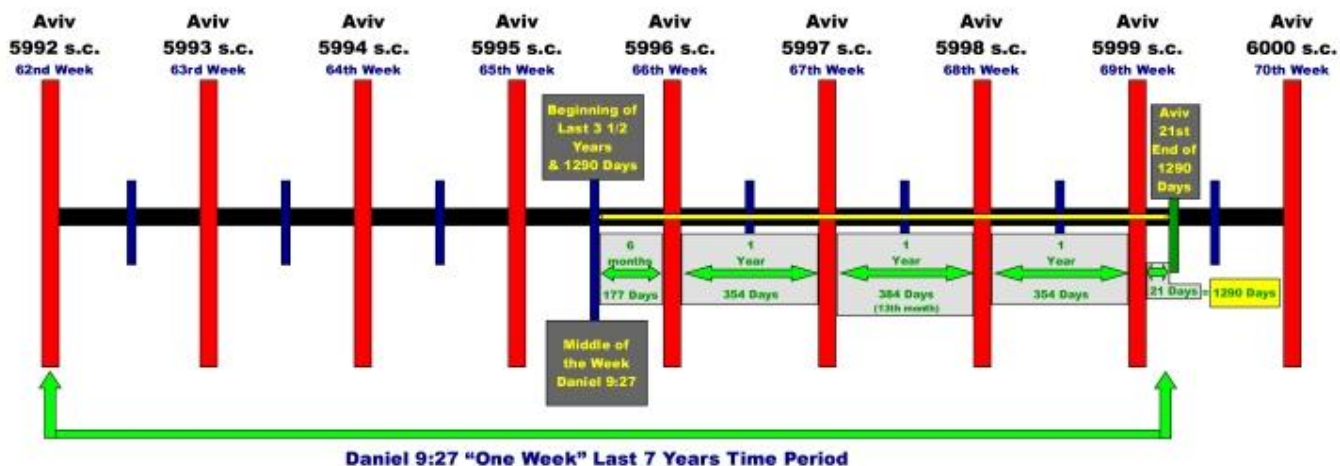 Aviv
5992 s.c.
62nd Week
Aviv
5993 s.c.
63rd Week
Aviv
5994 s.c.
64th Week
Aviv
5995 s.c.
65th Week
Aviv
5996 s.c.
66th Week
Aviv
5997 s.c.
67th Week
Aviv
5998 s.c.
68th Week
Aviv
5999 s.c.
69th Week
Aviv
6000 s.c.
70th Week
Beginning of
Last 3 1/2
Years
& 1290 Days
Aviv
21st
End of
1290
Days
6
months
177 Days
1
Year
354 Days
1
Year
384 Days
(13th month)
1
Year
354 Days
21 Days = 1290 Days
Middle of
the Week
Daniel 9:27
Daniel 9:27 “One Week” Last 7 Years Time Period